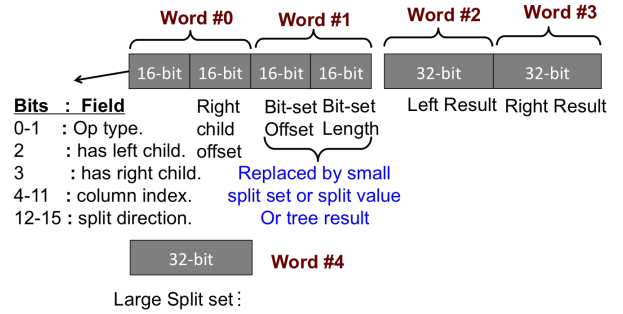 Word #0 Word #1 Word #2 Word #3
16-bit 16-bit 16-bit 16-bit 32-bit 32-bit
Bits : Field Right Bit-set Bit-set Left Result Right Result
0-1 : Op type. child Offset Length
2 : has left child. offset
3 : has right child. Replaced by small
4-11 : column index. split set or split value
12-15 : split direction. Or tree result
32-bit Word #4
Large Split set⋮